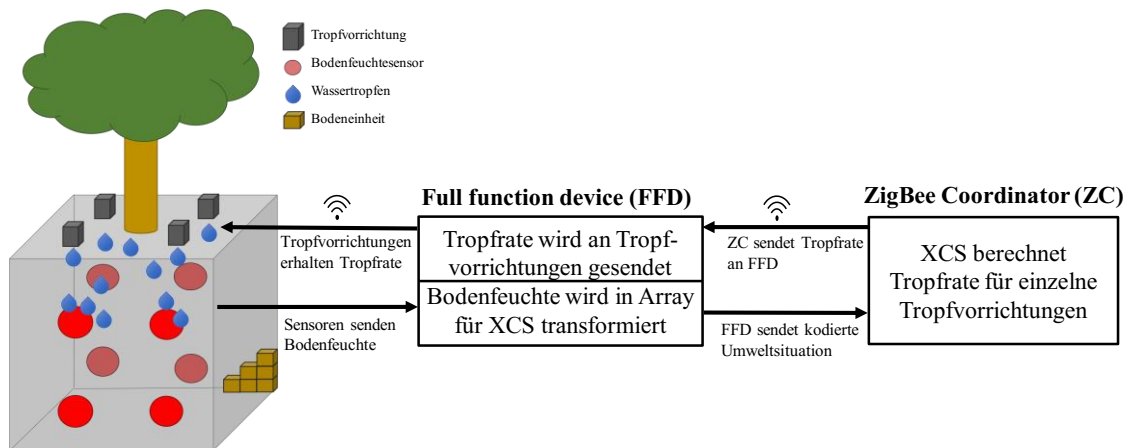 Tropfvorrichtung
Bodenfeuchtesensor
Wassertropfen
Bodeneinheit
Full function device (FFD)
ZigBee Coordinator (ZC)
Tropfvorrichtungen
erhalten Tropfrate
Tropfrate wird an Tropf-
vorrichtungen gesendet
ZC sendet Tropfrate
an FFD
XCS berechnet
Tropfrate für einzelne
Tropfvorrichtungen
Sensoren senden
Bodenfeuchte
Bodenfeuchte wird in Array
für XCS transformiert
FFD sendet kodierte
Umweltsituation